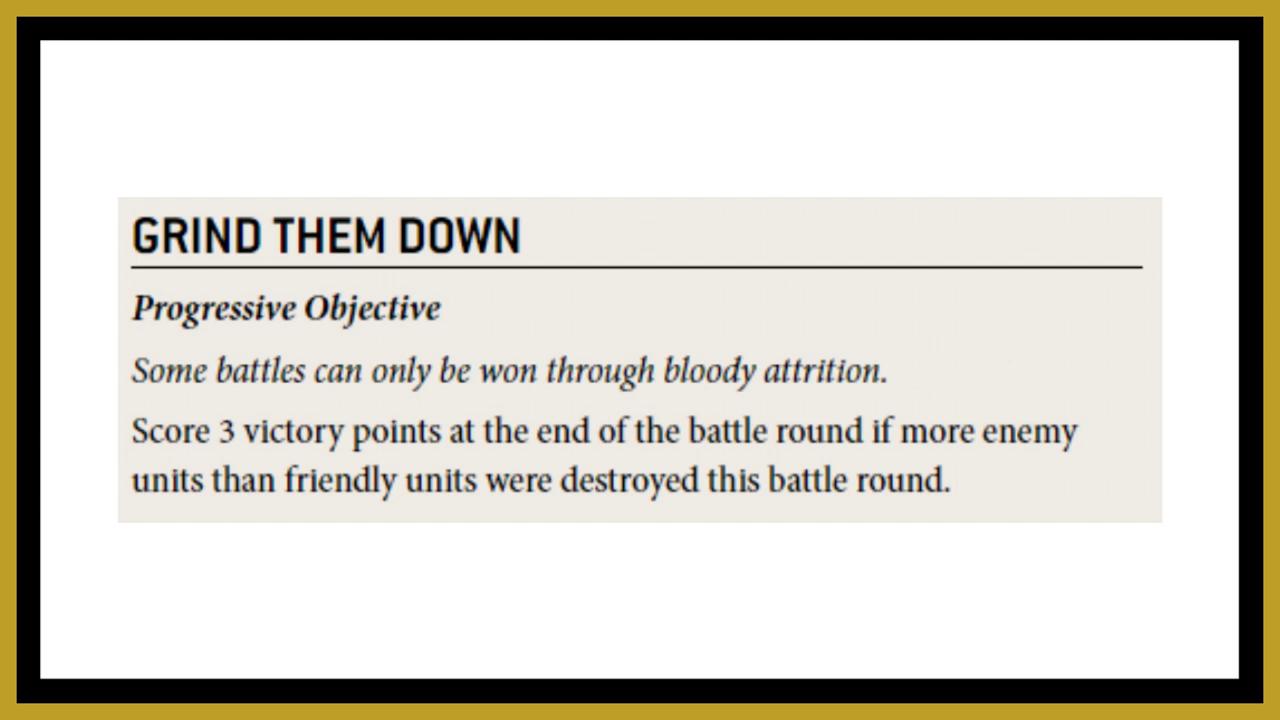 GRIND THEM DOWN
Progressive Objective
Some battles can only be won through bloody attrition.
Score 3 victory points at the end of the battle round if more enemy
units than friendly units were destroyed this battle round.